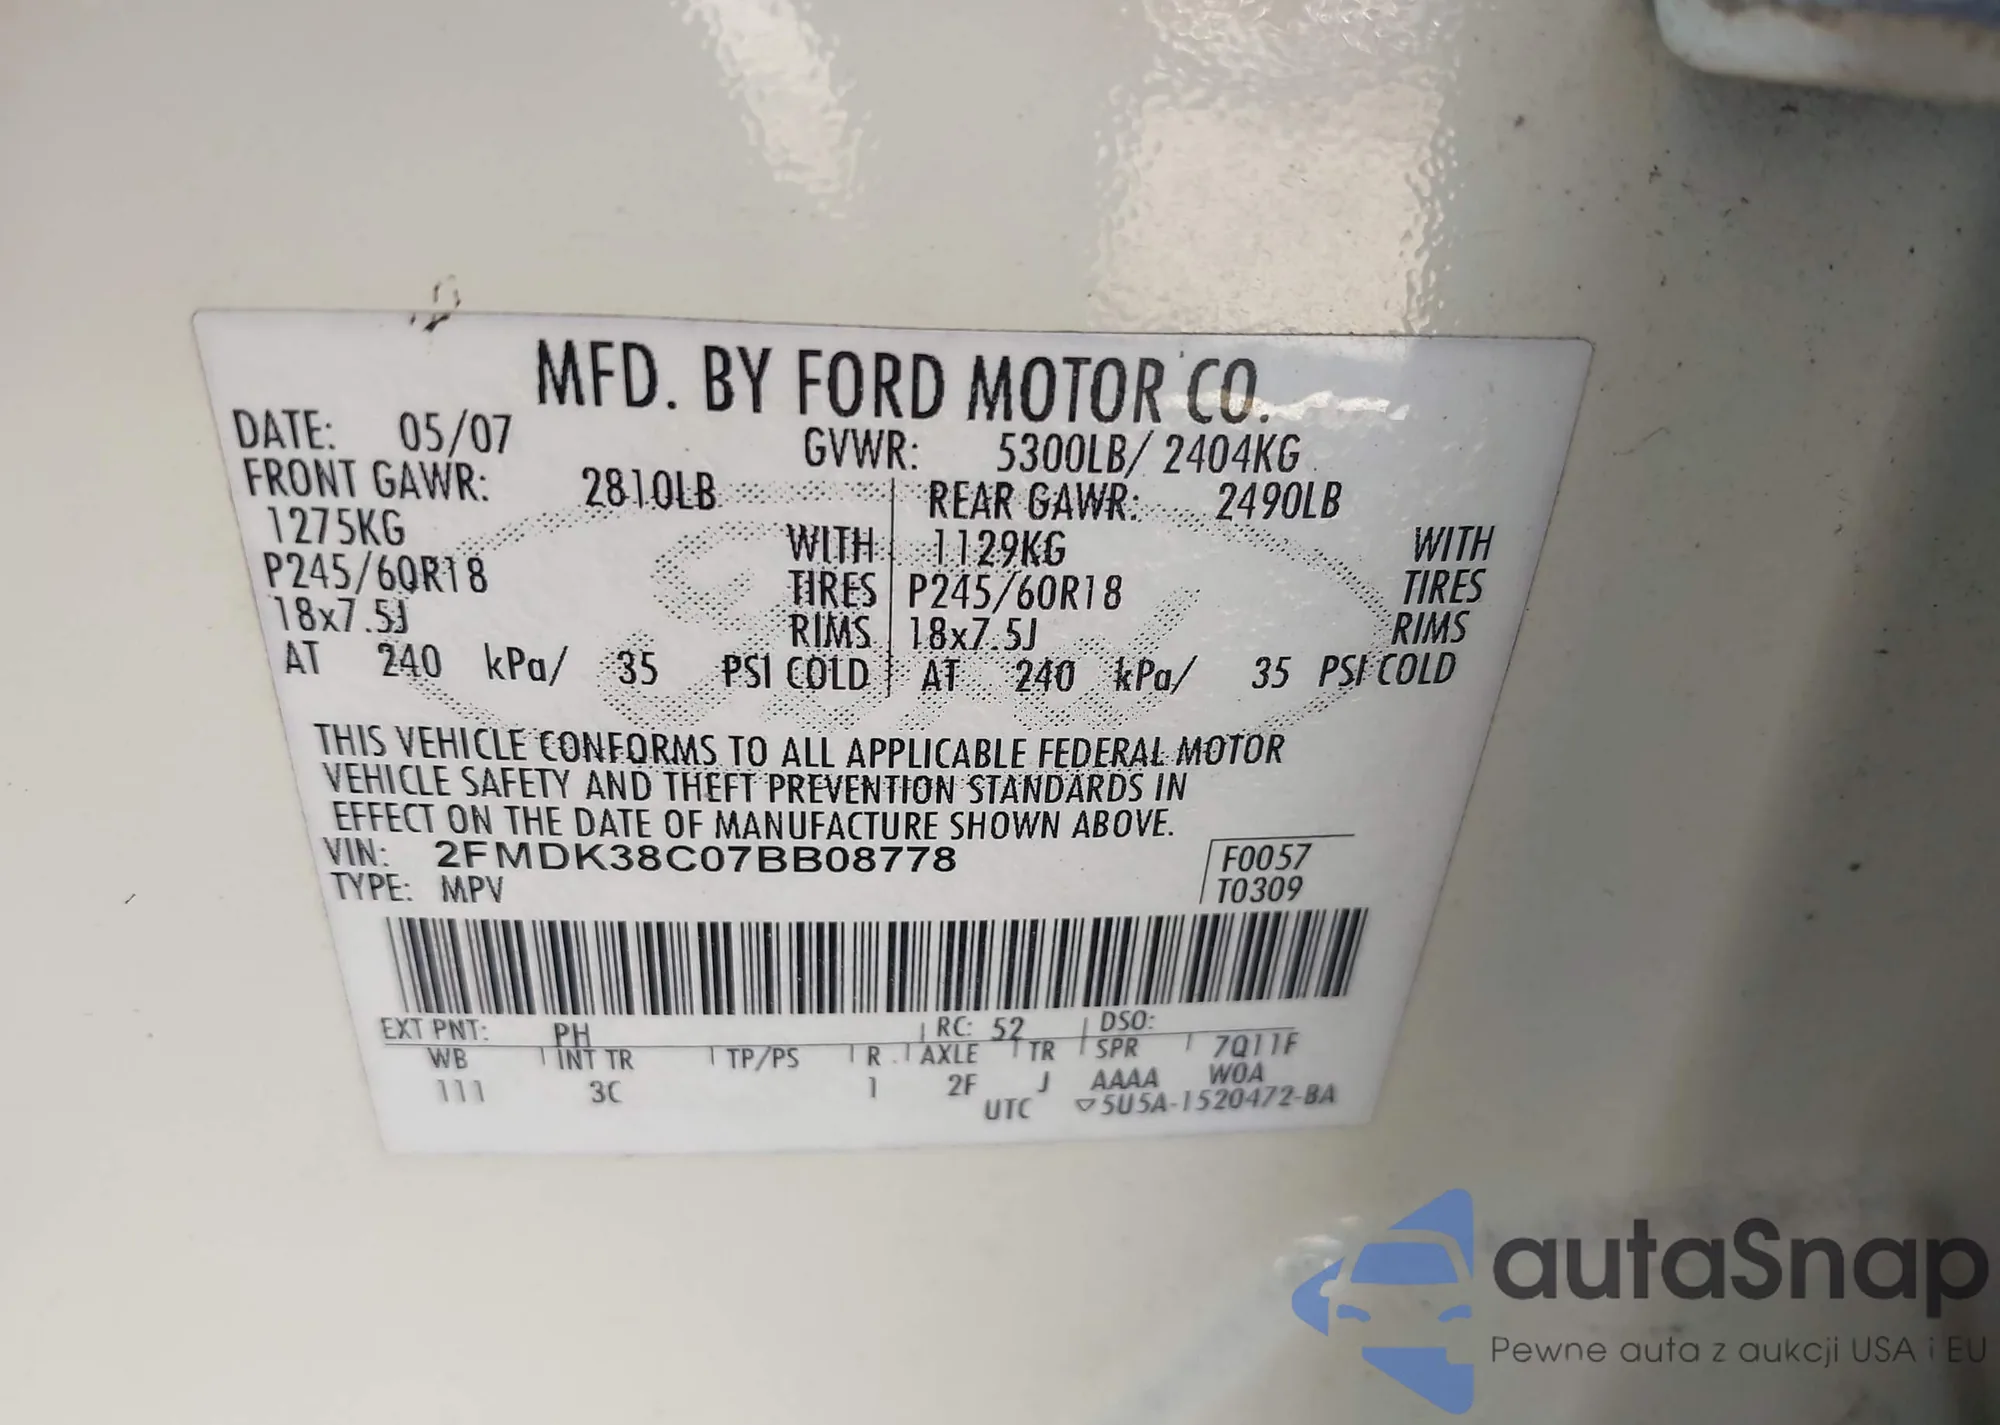 MFD. BY FORD MOTOR CO.
DATE: 05/07 GVWR: 5300LB/ 2404KG
FRONT GAWR: 2810LB REAR GAWR: 2490LB
1275KG WITH 1129KG WITH
P245/60R18 TIRES P245/60R18 TIRES
18x7.5J RIMS 18x7.5J RIMS
AT 240 kPa/ 35 PSI COLD AT 240 kPa/ 35 PSI COLD
THIS VEHICLE CONFORMS TO ALL APPLICABLE FEDERAL MOTOR
VEHICLE SAFETY AND THEFT PREVENTION STANDARDS IN
EFFECT ON THE DATE OF MANUFACTURE SHOWN ABOVE.
VIN: 2FMDK38C07BB08778 F0057
TYPE: MPV T0309
EXT PNT: PH RC: 52 DSO:
WB INT TR TP/PS R AXLE TR SPR 7Q11F
111 3C 1 2F J AAAA WOA
UTC ▽5U5A-1520472-BA
autaSnap
Pewne auta z aukcji USA i EU